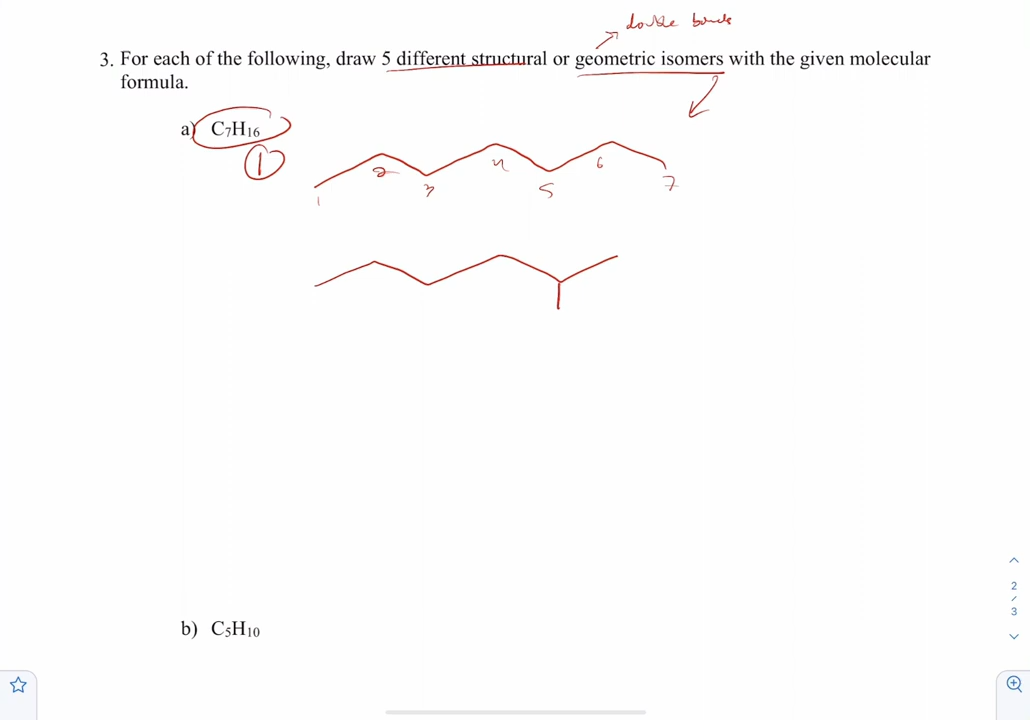 double bonds
3. For each of the following, draw 5 different structural or geometric isomers with the given molecular
formula.
a) C₇H₁₆
1
1 2 3 4 5 6 7
b) C₅H₁₀
2
/
3